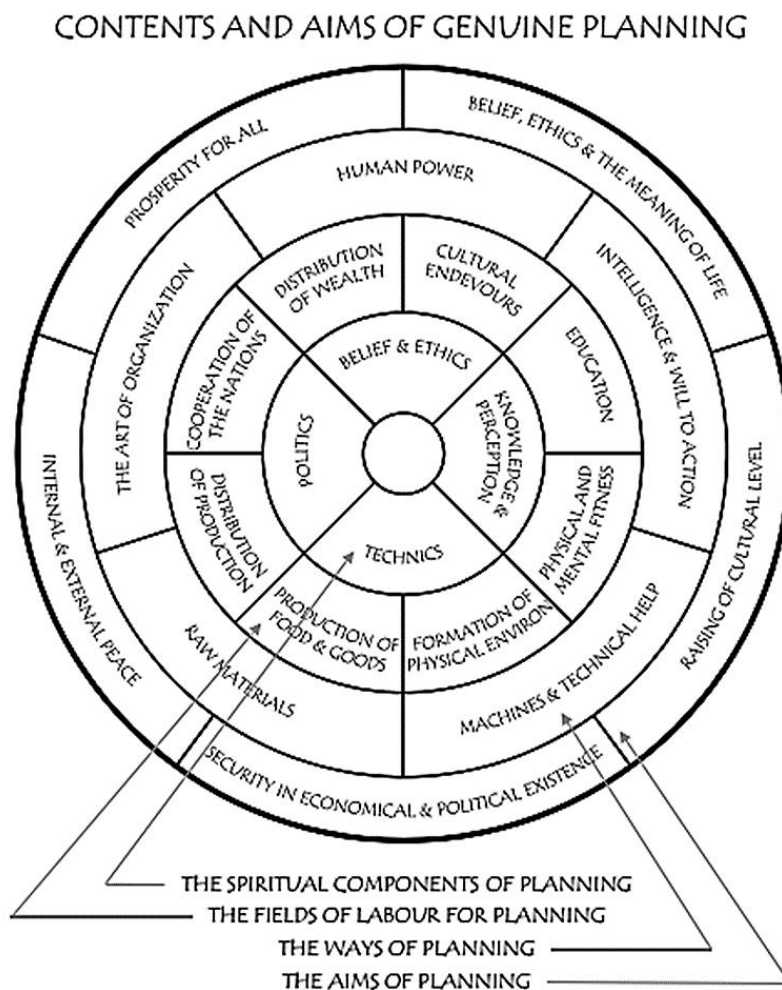 CONTENTS AND AIMS OF GENUINE PLANNING
PROSPERITY FOR ALL
BELIEF, ETHICS & THE MEANING OF LIFE
HUMAN POWER
THE ART OF ORGANIZATION
INTELLIGENCE & WILL TO ACTION
DISTRIBUTION
OF WEALTH
CULTURAL
ENDEVOURS
COOPERATION OF
THE NATIONS
EDUCATION
BELIEF & ETHICS
POLITICS
KNOWLEDGE &
PERCEPTION
TECHNICS
DISTRIBUTION
OF PRODUCTION
PHYSICAL AND
MENTAL FITNESS
PRODUCTION OF
FOOD & GOODS
FORMATION OF
PHYSICAL ENVIRON
INTERNAL & EXTERNAL PEACE
RAISING OF CULTURAL LEVEL
RAW MATERIALS
MACHINES & TECHNICAL HELP
SECURITY IN ECONOMICAL & POLITICAL EXISTENCE
THE SPIRITUAL COMPONENTS OF PLANNING
THE FIELDS OF LABOUR FOR PLANNING
THE WAYS OF PLANNING
THE AIMS OF PLANNING